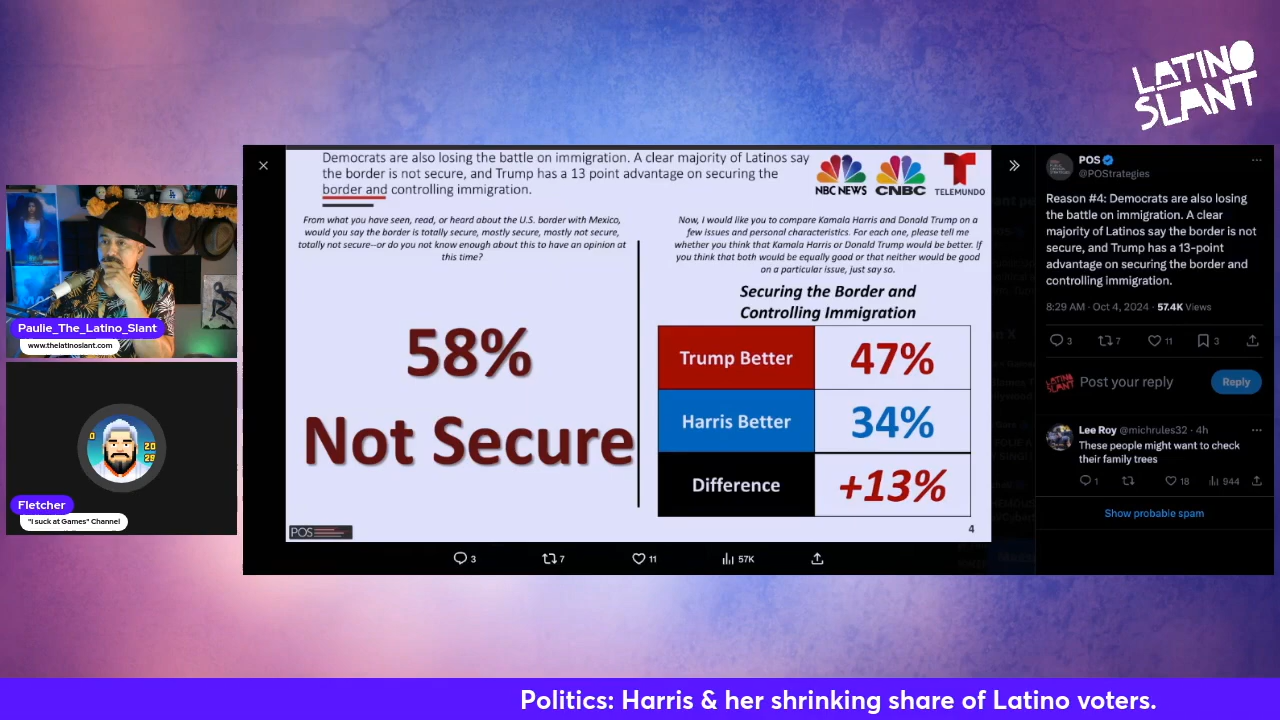 LATINO
SLANT
Democrats are also losing the battle on immigration. A clear majority of Latinos say
the border is not secure, and Trump has a 13 point advantage on securing the
border and controlling immigration.
NBC NEWS
CNBC
TELEMUNDO
From what you have seen, read, or heard about the U.S. border with Mexico,
would you say the border is totally secure, mostly secure, mostly not secure,
totally not secure--or do you not know enough about this to have an opinion at
this time?
58%
Not Secure
Now, I would like you to compare Kamala Harris and Donald Trump on a
few issues and personal characteristics. For each one, please tell me
whether you think that Kamala Harris or Donald Trump would be better. If
you think that both would be equally good or that neither would be good
on a particular issue, just say so.
Securing the Border and
Controlling Immigration
Trump Better 47%
Harris Better 34%
Difference +13%
POS
4
3 7 11 57K
POS
@POStrategies
Reason #4: Democrats are also losing
the battle on immigration. A clear
majority of Latinos say the border is not
secure, and Trump has a 13-point
advantage on securing the border and
controlling immigration.
8:29 AM · Oct 4, 2024 · 57.4K Views
3 7 11 3
Post your reply
Reply
Lee Roy @michrules32 · 4h
These people might want to check
their family trees
1 18 944
Show probable spam
Paulie_The_Latino_Slant
www.thelatinoslant.com
0 20
28
Fletcher
"I suck at Games" Channel
Politics: Harris & her shrinking share of Latino voters.